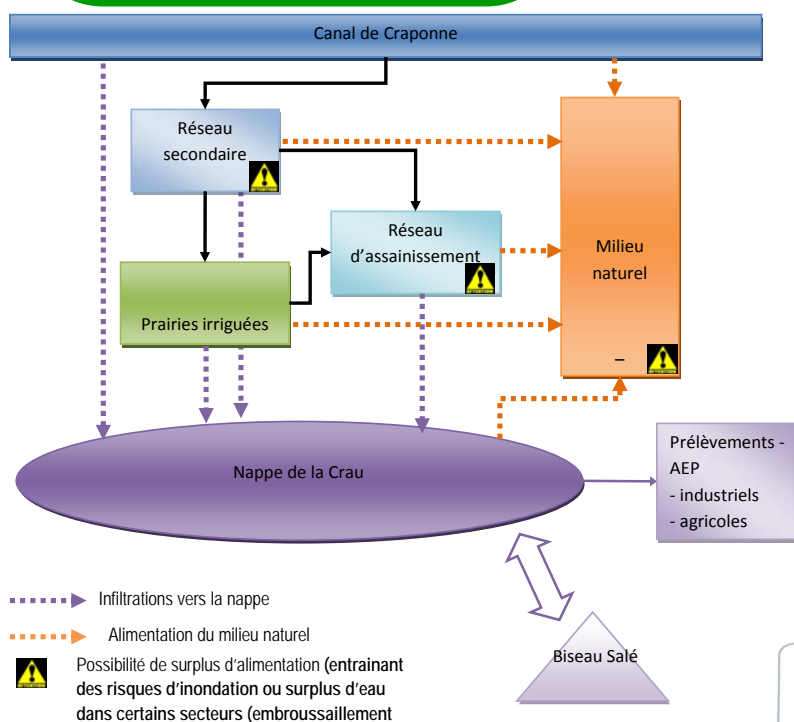 Canal de Craponne
Réseau
secondaire
Réseau
d'assainissement
Milieu
naturel
Prairies irriguées
–
Nappe de la Crau
Prélèvements -
AEP
- industriels
- agricoles
Infiltrations vers la nappe
Alimentation du milieu naturel
Biseau Salé
Possibilité de surplus d'alimentation (entrainant
des risques d'inondation ou surplus d'eau
dans certains secteurs (embroussaillement